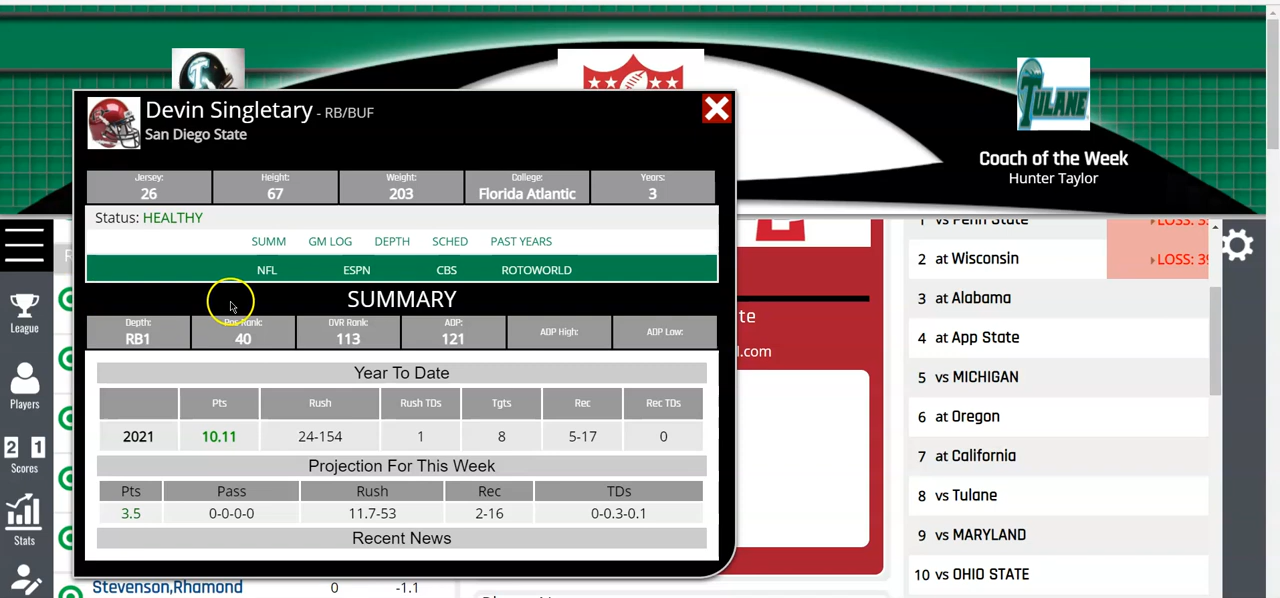 TULANE
Coach of the Week
Hunter Taylor
Devin Singletary - RB/BUF
San Diego State
Jersey: Height: Weight: College: Years:
26 67 203 Florida Atlantic 3
Status: HEALTHY
SUMM GM LOG DEPTH SCHED PAST YEARS
NFL ESPN CBS ROTOWORLD
SUMMARY
Depth: Pos Rank: OVR Rank: ADP: ADP High: ADP Low:
RB1 40 113 121
Year To Date
Pts Rush Rush TDs Tgts Rec Rec TDs
2021 10.11 24-154 1 8 5-17 0
Projection For This Week
Pts Pass Rush Rec TDs
3.5 0-0-0-0 11.7-53 2-16 0-0.3-0.1
Recent News
Stevenson,Rhamond 0 -1.1
League
Players
2 1
Scores
Stats
te
l.com
1 vs Penn State
2 at Wisconsin LOSS: 3
3 at Alabama
4 at App State
5 vs MICHIGAN
6 at Oregon
7 at California
8 vs Tulane
9 vs MARYLAND
10 vs OHIO STATE